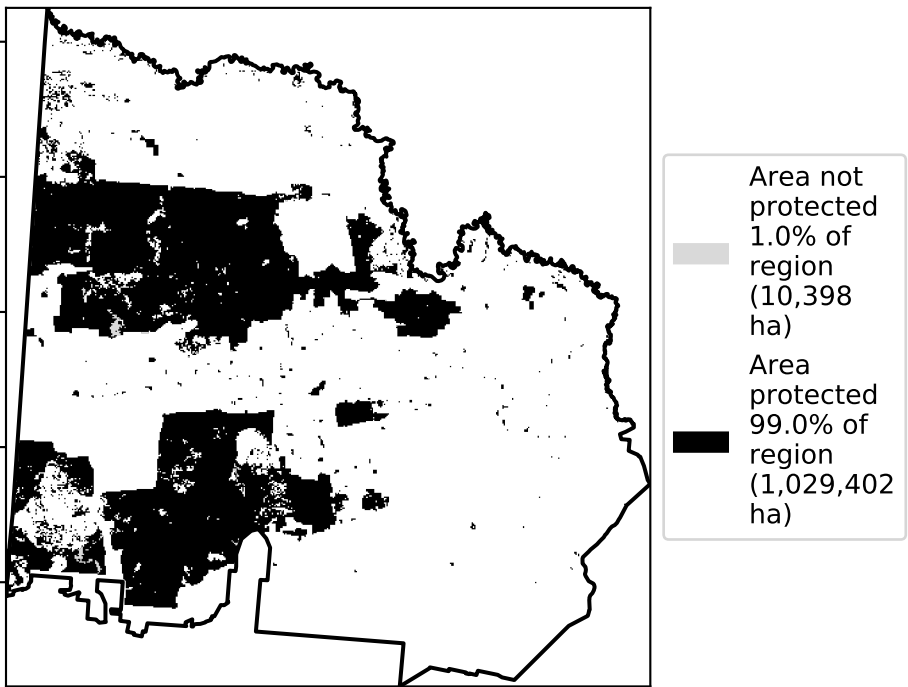 Area not
protected
1.0% of
region
(10,398
ha)
Area
protected
99.0% of
region
(1,029,402
ha)